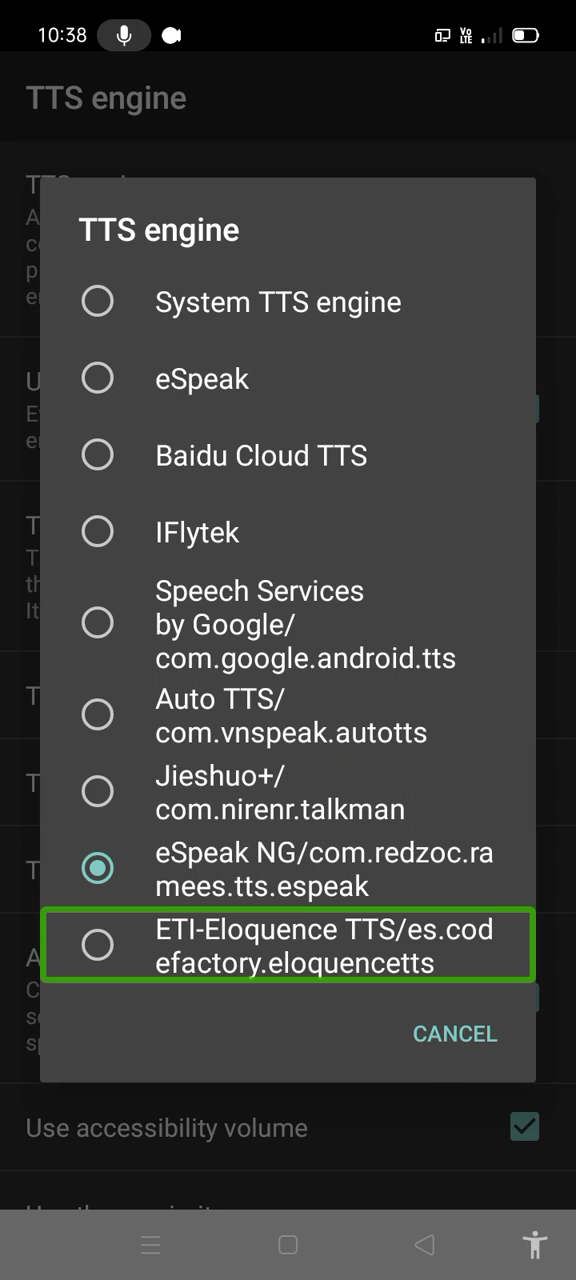 10:38
VO
LTE
TTS engine
TTS engine
System TTS engine
eSpeak
Baidu Cloud TTS
IFlytek
Speech Services
by Google/
com.google.android.tts
Auto TTS/
com.vnspeak.autotts
Jieshuo+/
com.nirenr.talkman
eSpeak NG/com.redzoc.ra
mees.tts.espeak
ETI-Eloquence TTS/es.cod
efactory.eloquencetts
CANCEL
Use accessibility volume